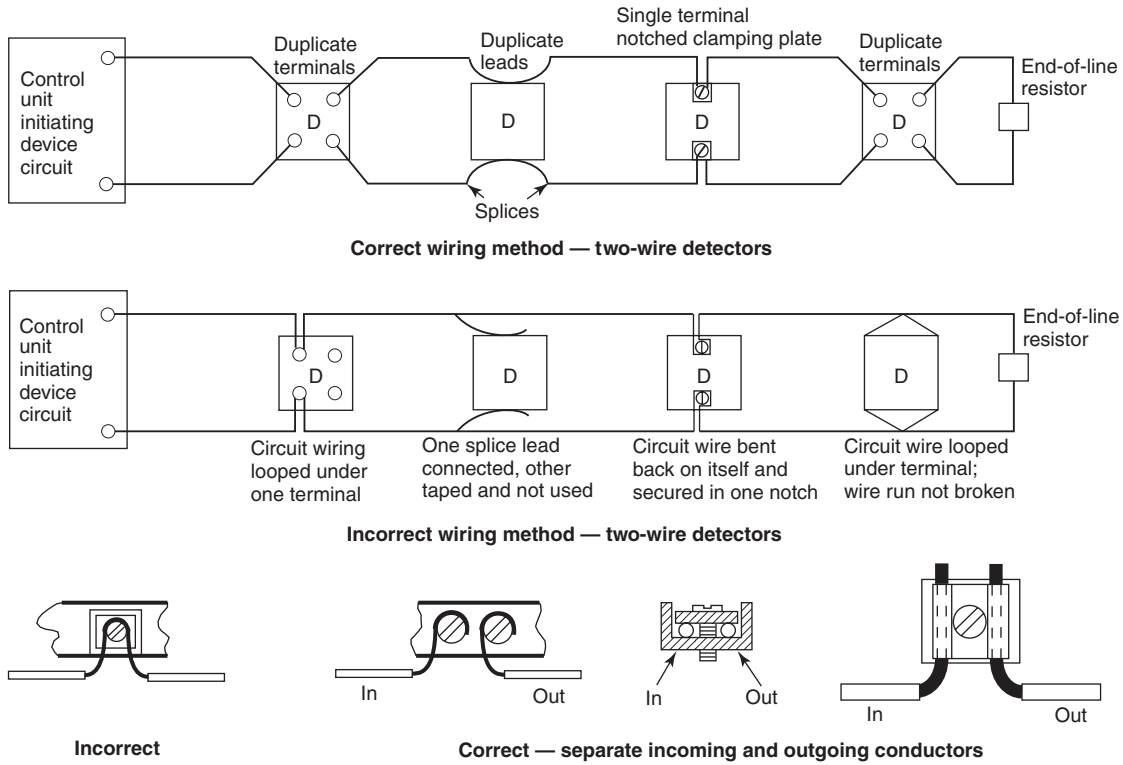 Single terminal
notched clamping plate
Duplicate
terminals
Duplicate
leads
Duplicate
terminals
End-of-line
resistor
Control
unit
initiating
device
circuit
D
D
D
D
Splices
Correct wiring method — two-wire detectors
Control
unit
initiating
device
circuit
D
D
D
D
End-of-line
resistor
Circuit wiring
looped under
one terminal
One splice lead
connected, other
taped and not used
Circuit wire bent
back on itself and
secured in one notch
Circuit wire looped
under terminal;
wire run not broken
Incorrect wiring method — two-wire detectors
In
Out
In
Out
In
Out
Incorrect
Correct — separate incoming and outgoing conductors